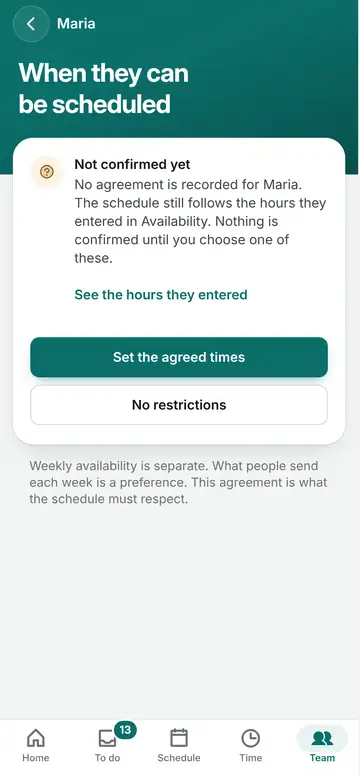 Maria
When they can
be scheduled
Not confirmed yet
No agreement is recorded for Maria.
The schedule still follows the hours they
entered in Availability. Nothing is
confirmed until you choose one of
these.
See the hours they entered
Set the agreed times
No restrictions
Weekly availability is separate. What people send
each week is a preference. This agreement is what
the schedule must respect.
13
Home
To do
Schedule
Time
Team